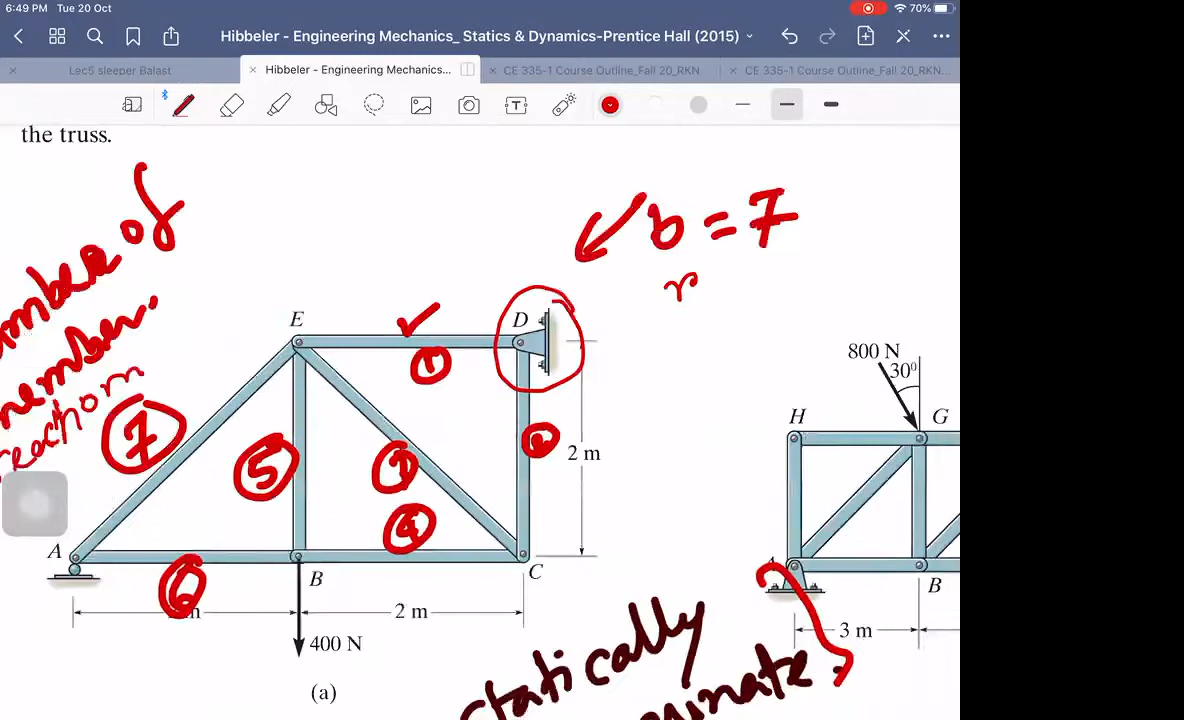 6:49 PM Tue 20 Oct
70%
Hibbeler - Engineering Mechanics_ Statics & Dynamics-Prentice Hall (2015)
Lec5 sleeper Balast
Hibbeler - Engineering Mechanics...
CE 335-1 Course Outline_Fall 20_RKN
CE 335-1 Course Outline_Fall 20_RKN...
T
the truss.
of
b = 7
r
E
D
1
800 N
30°
H
G
7
5
3
2
2 m
4
A
B
C
6
2 m
400 N
A
B
3 m
statically
(a)